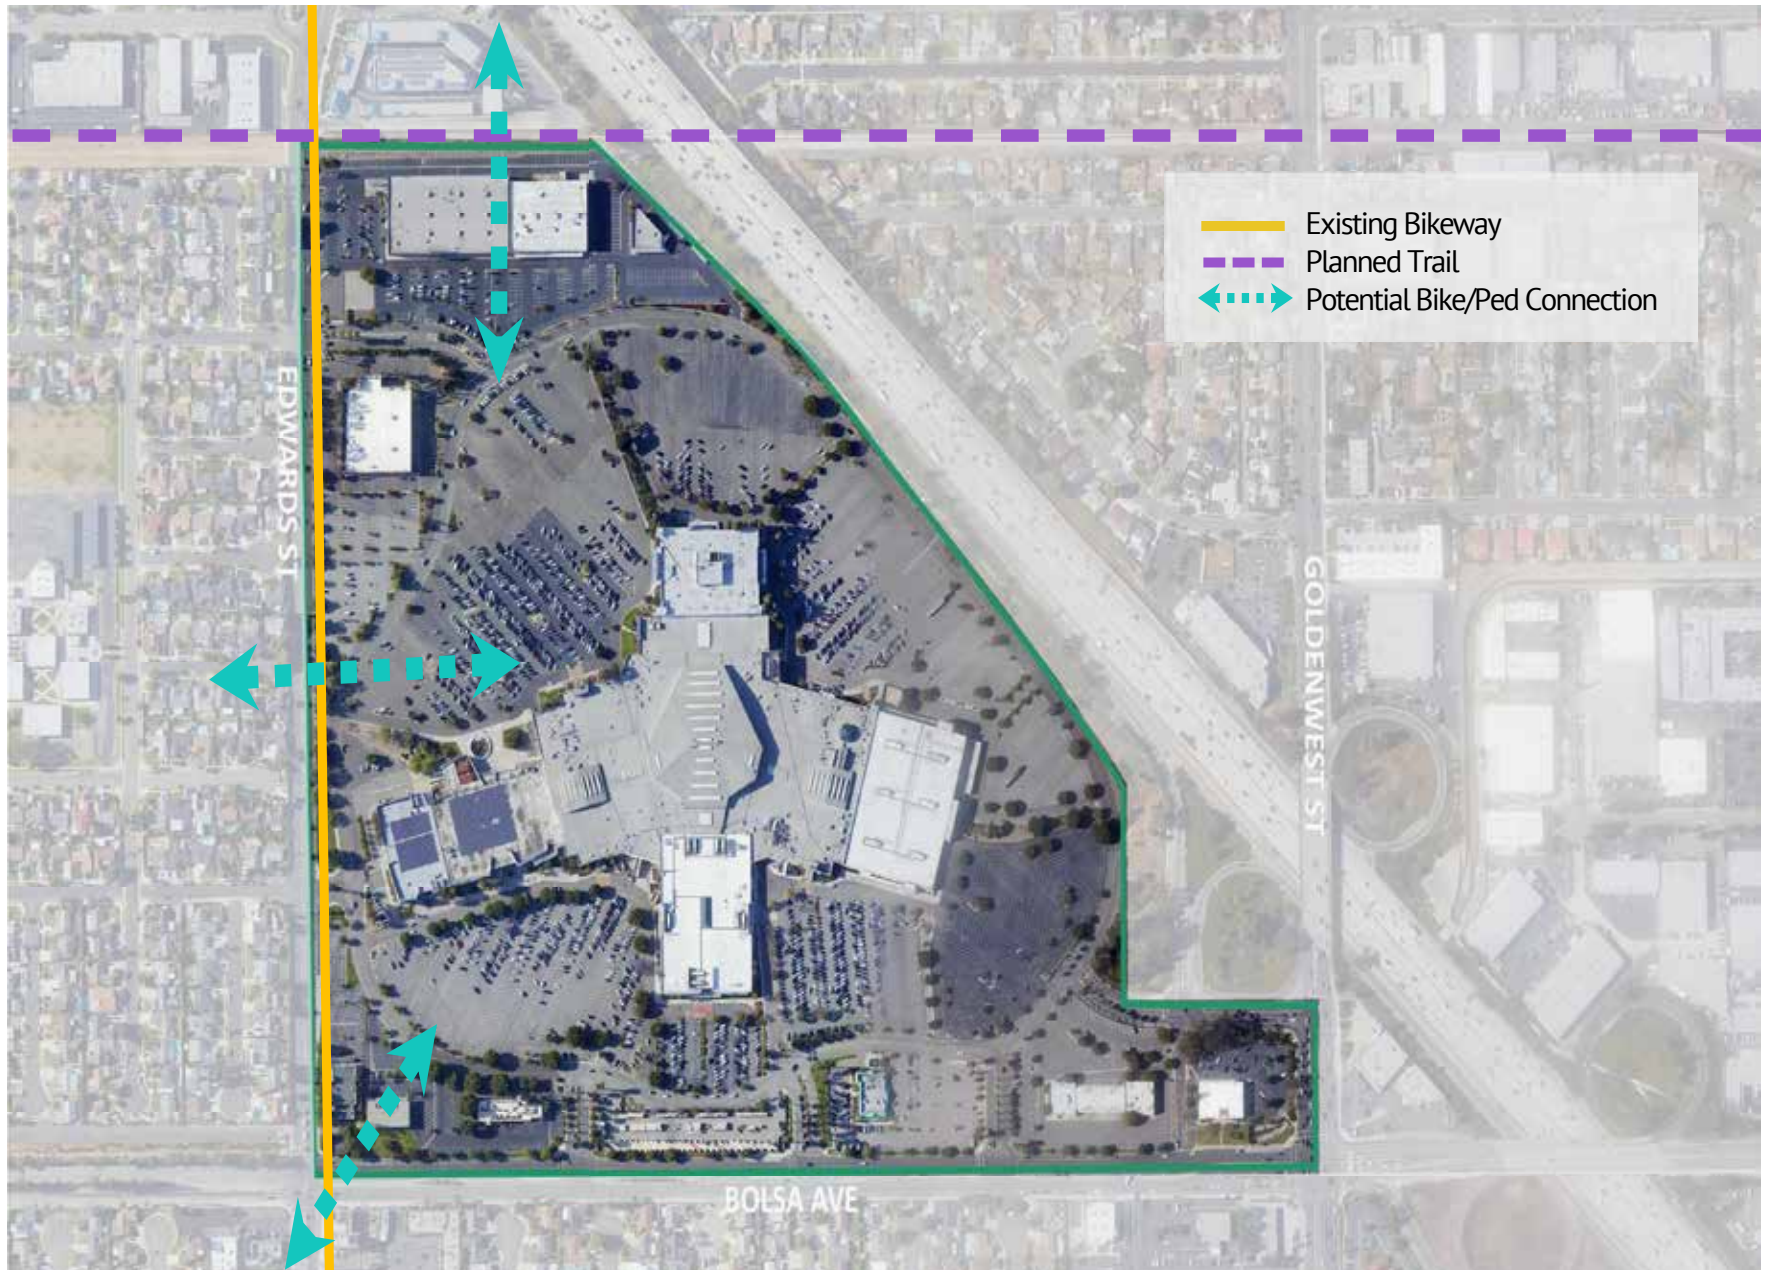 Existing Bikeway
Planned Trail
Potential Bike/Ped Connection
EDWARDS ST
GOLDENWEST ST
BOLSA AVE